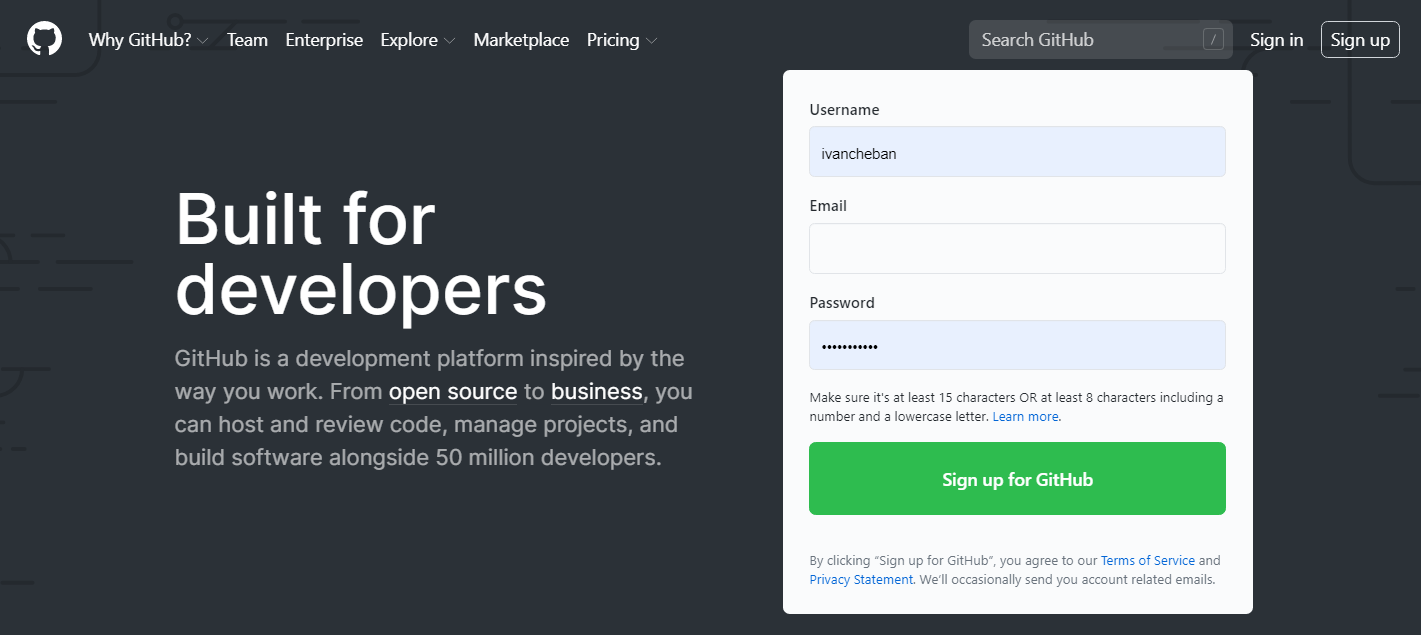 Why GitHub? Team Enterprise Explore Marketplace Pricing Search GitHub / Sign in Sign up
Built for
developers
GitHub is a development platform inspired by the
way you work. From open source to business, you
can host and review code, manage projects, and
build software alongside 50 million developers.
Username
ivancheban
Email
Password
•••••••••••
Make sure it's at least 15 characters OR at least 8 characters including a
number and a lowercase letter. Learn more.
Sign up for GitHub
By clicking “Sign up for GitHub”, you agree to our Terms of Service and
Privacy Statement. We’ll occasionally send you account related emails.